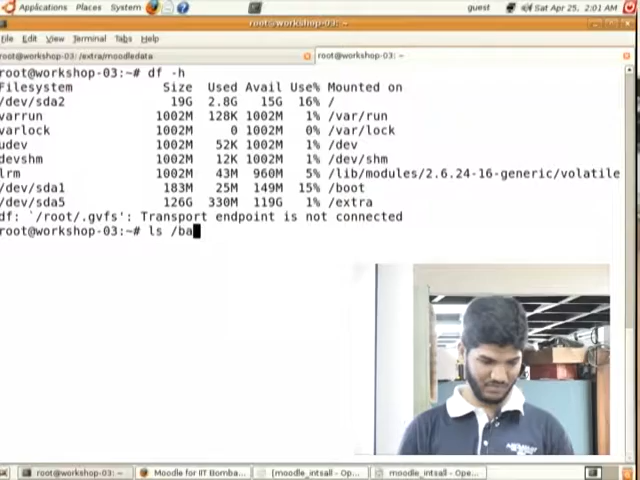 Applications Places System guest Sat Apr 25, 2:01 AM
root@workshop-03: ~
File Edit View Terminal Tabs Help
root@workshop-03: /extra/moodledata root@workshop-03: ~
root@workshop-03:~# df -h
Filesystem Size Used Avail Use% Mounted on
/dev/sda2 19G 2.8G 15G 16% /
varrun 1002M 128K 1002M 1% /var/run
varlock 1002M 0 1002M 0% /var/lock
udev 1002M 52K 1002M 1% /dev
devshm 1002M 12K 1002M 1% /dev/shm
lrm 1002M 43M 960M 5% /lib/modules/2.6.24-16-generic/volatile
/dev/sda1 183M 25M 149M 15% /boot
/dev/sda5 126G 330M 119G 1% /extra
df: `/root/.gvfs': Transport endpoint is not connected
root@workshop-03:~# ls /ba
root@workshop-03: ~ Moodle for IIT Bomba... [moodle_intsall - Op... moodle_intsall - Ope...